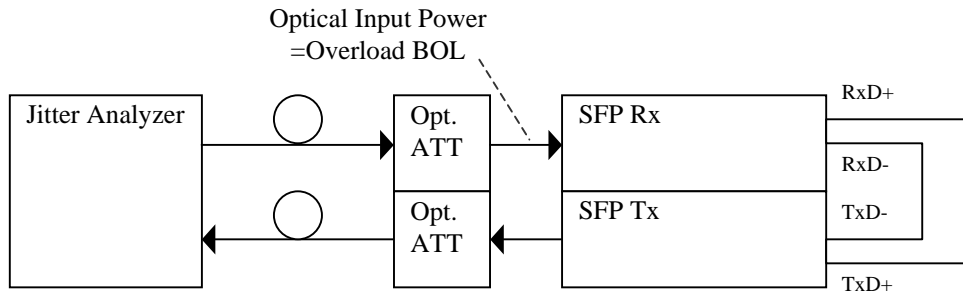 Optical Input Power
=Overload BOL
Jitter Analyzer
Opt.
ATT
SFP Rx
RxD+
RxD-
Opt.
ATT
SFP Tx
TxD-
TxD+